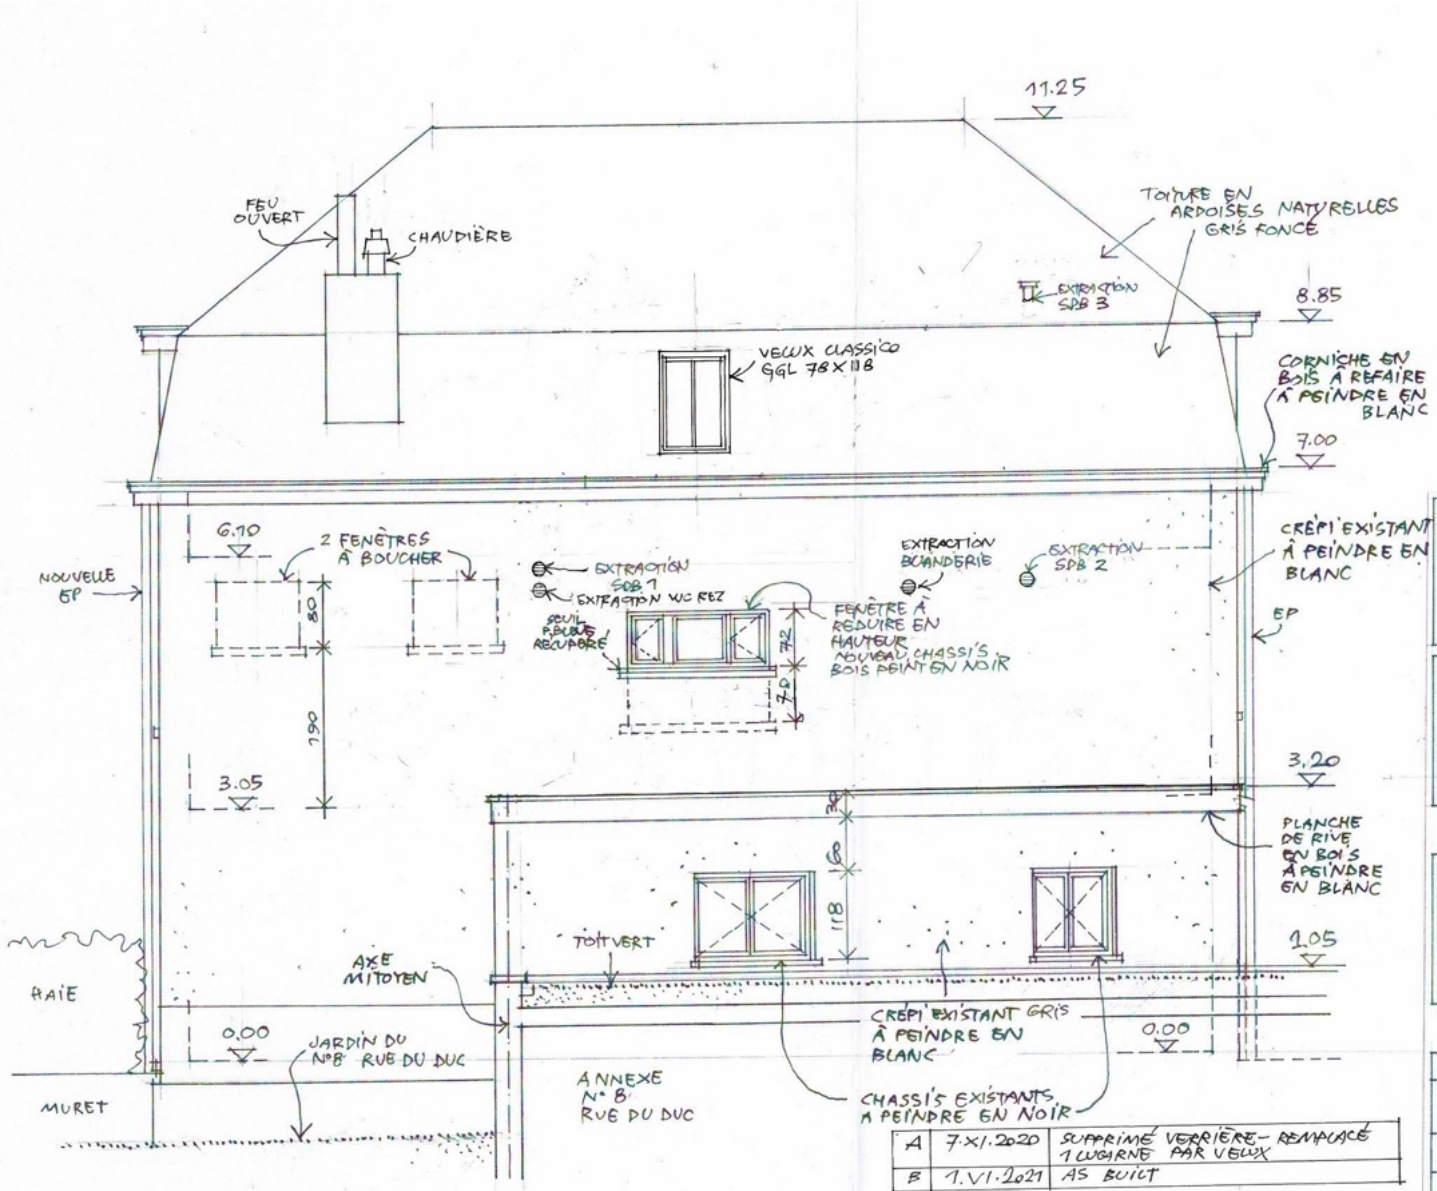 11.25
TOITURE EN
ARDOISES NATURELLES
GRIS FONCÉ
FEU
OUVERT
CHAUDIÈRE
EXTRACTION
SDB 3
8.85
VELUX CLASSICO
GGL 78 X 118
CORNICHE EN
BOIS À REFAIRE
À PEINDRE EN
BLANC
7.00
6.10
2 FENÊTRES
À BOUCHER
EXTRACTION
SDB 1
EXTRACTION WC REZ
EXTRACTION
BUANDERIE
EXTRACTION
SDB 2
CRÉPI EXISTANT
À PEINDRE EN
BLANC
NOUVELLE
EP
80
SEUIL
P. BLEUE
RÉCUPÉRÉ
72
70
FENÊTRE À
RÉDUIRE EN
HAUTEUR
NOUVEAU CHASSIS
BOIS PEINT EN NOIR
EP
190
3.05
3.20
30
PLANCHE
DE RIVE
EN BOIS
À PEINDRE
EN BLANC
118
TOIT VERT
AXE
MITOYEN
1.05
HAIE
CRÉPI EXISTANT GRIS
À PEINDRE EN
BLANC
0.00
0.00
JARDIN DU
N°8 RUE DU DUC
ANNEXE
N° 8
RUE DU DUC
MURET
CHASSIS EXISTANTS
A PEINDRE EN NOIR
A 7.XI.2020 SUPPRIMÉ VERRIÈRE - REMPLACÉ
1 LUCARNE PAR VELUX
B 1.VI.2021 AS BUILT